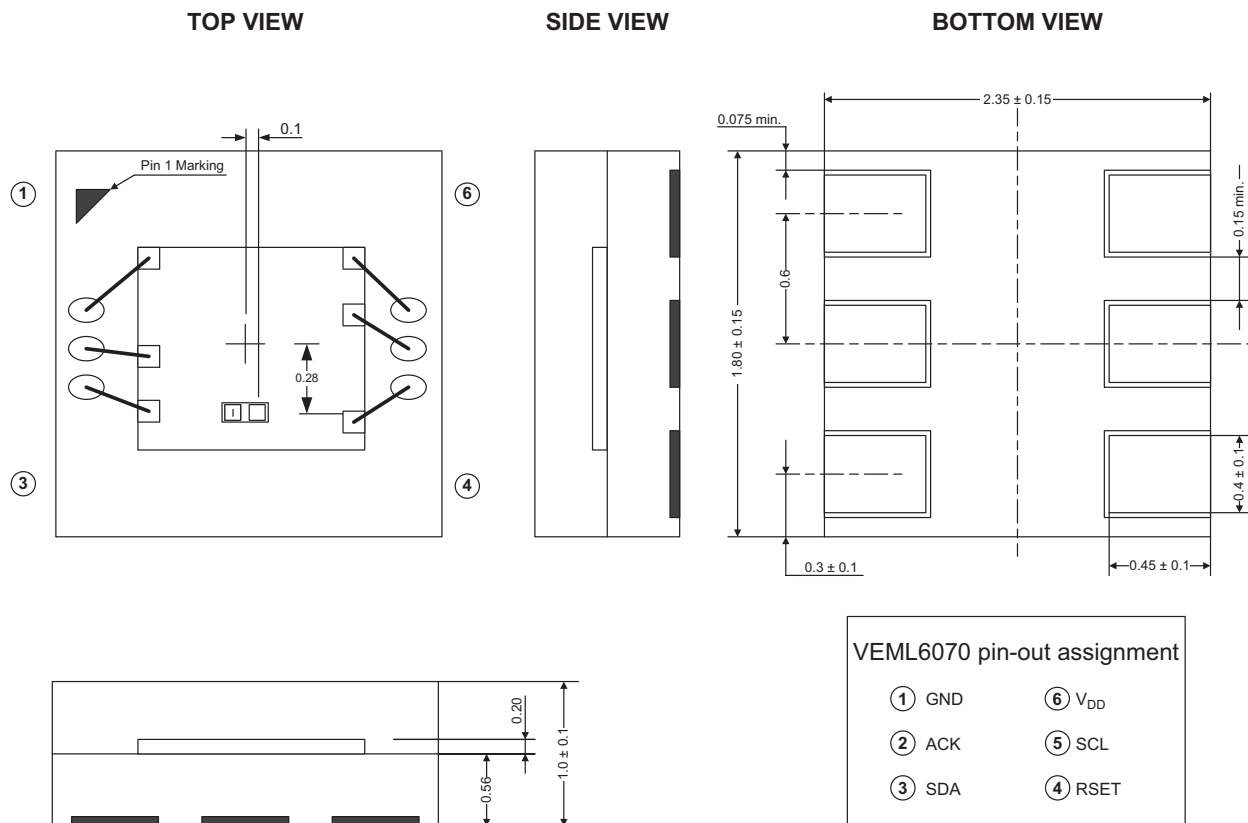 TOP VIEW
SIDE VIEW
BOTTOM VIEW
2.35 ± 0.15
0.075 min.
0.1
Pin 1 Marking
1
6
0.15 min.
0.6
1.80 ± 0.15
0.28
3
4
0.4 ± 0.1
0.3 ± 0.1
0.45 ± 0.1
VEML6070 pin-out assignment
1 GND
6 VDD
2 ACK
5 SCL
3 SDA
4 RSET
0.20
1.0 ± 0.1
0.56